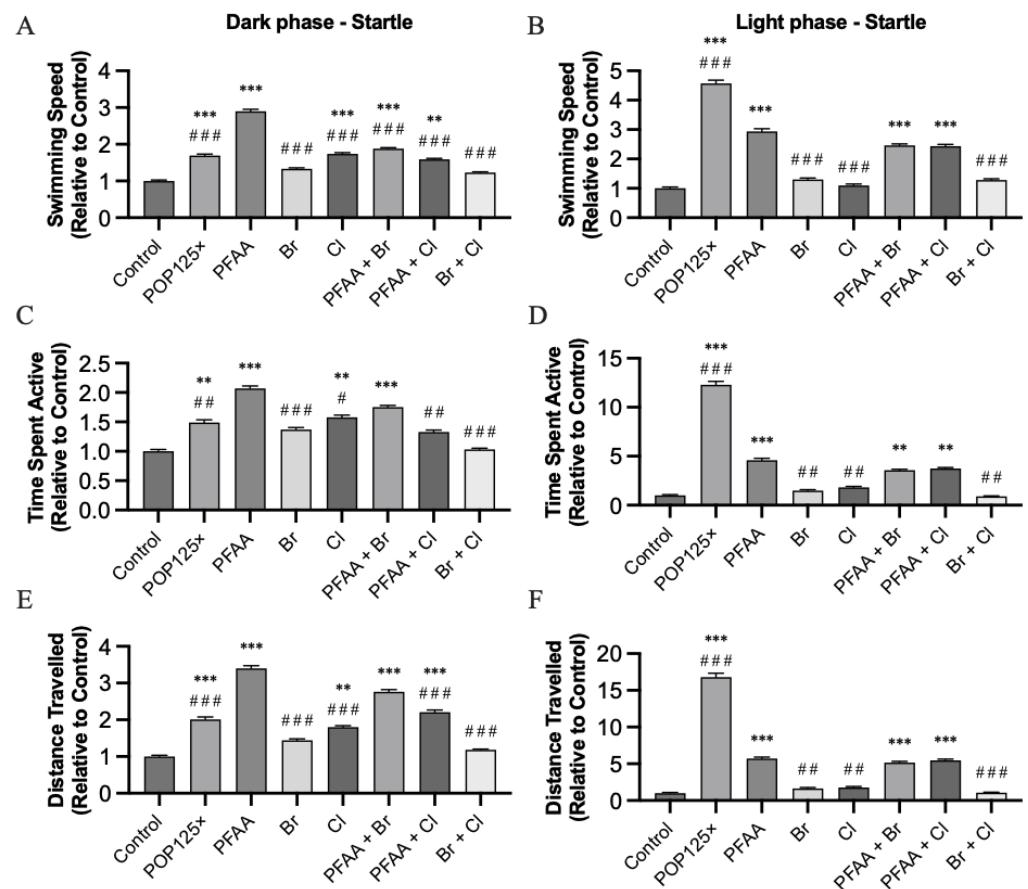 A
Dark phase - Startle
Swimming Speed
(Relative to Control)
4
3
2
1
0
***
###
***
###
***
###
***
###
**
###
###
Control
POP125×
PFAA
Br
Cl
PFAA + Br
PFAA + Cl
Br + Cl
B
Light phase - Startle
Swimming Speed
(Relative to Control)
5
4
3
2
1
0
***
###
***
###
###
***
***
###
Control
POP125×
PFAA
Br
Cl
PFAA + Br
PFAA + Cl
Br + Cl
C
Time Spent Active
(Relative to Control)
2.5
2.0
1.5
1.0
0.5
0.0
**
##
***
###
**
#
***
##
###
Control
POP125×
PFAA
Br
Cl
PFAA + Br
PFAA + Cl
Br + Cl
D
Time Spent Active
(Relative to Control)
15
10
5
0
***
###
***
##
##
**
**
##
Control
POP125×
PFAA
Br
Cl
PFAA + Br
PFAA + Cl
Br + Cl
E
Distance Travelled
(Relative to Control)
4
3
2
1
0
***
###
***
###
**
###
***
***
###
###
Control
POP125×
PFAA
Br
Cl
PFAA + Br
PFAA + Cl
Br + Cl
F
Distance Travelled
(Relative to Control)
20
15
10
5
0
***
###
***
##
##
***
***
###
Control
POP125×
PFAA
Br
Cl
PFAA + Br
PFAA + Cl
Br + Cl